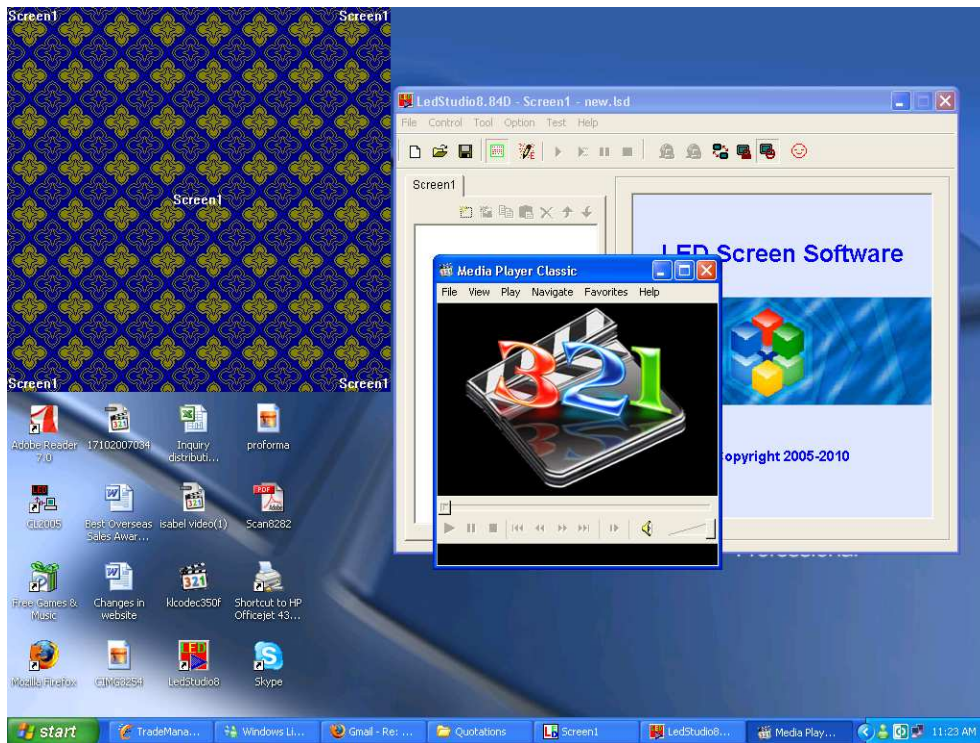 Screen1
Screen1
Screen1
Screen1
Screen1
LedStudio8.84D - Screen1 - new.lsd
File Control Tool Option Test Help
Screen1
LED Screen Software
Copyright 2005-2010
Media Player Classic
File View Play Navigate Favorites Help
321
Professional
Adobe Reader 7.0
17102007034
Inquiry distributi...
proforma
GL2005
Best Overseas Sales Awar...
isabel video(1)
Scan8282
Free Games & Music
Changes in website
klcodec350f
Shortcut to HP Officejet 43...
Mozilla Firefox
CIMG3254
LedStudio8
Skype
start
TradeMana...
Windows Li...
Gmail - Re: ...
Quotations
Screen1
LedStudio8...
Media Play...
11:23 AM